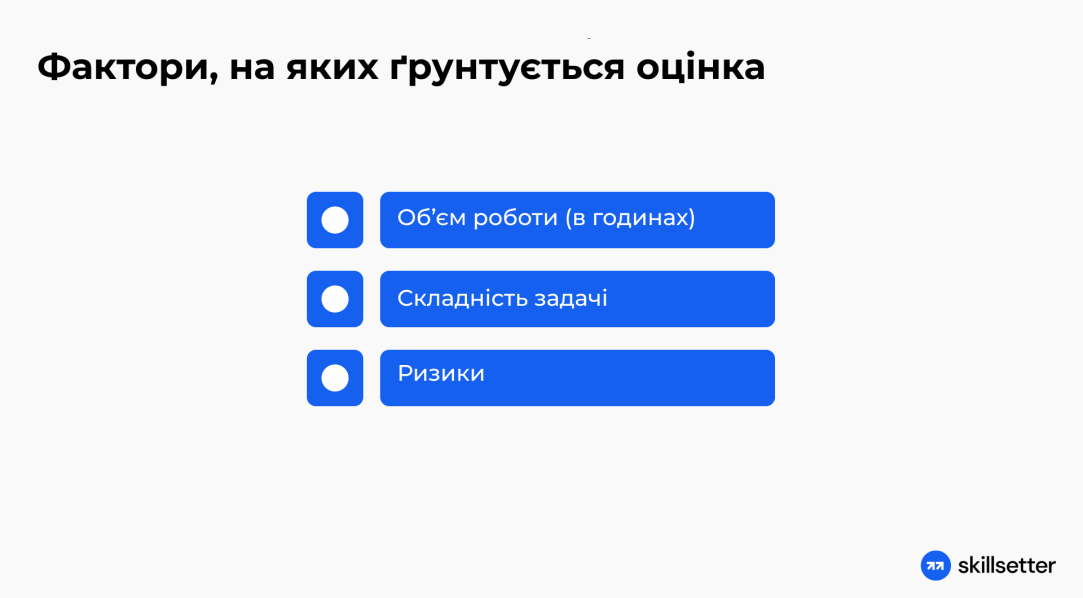 Фактори, на яких ґрунтується оцінка
Об’єм роботи (в годинах)
Складність задачі
Ризики
skillsetter